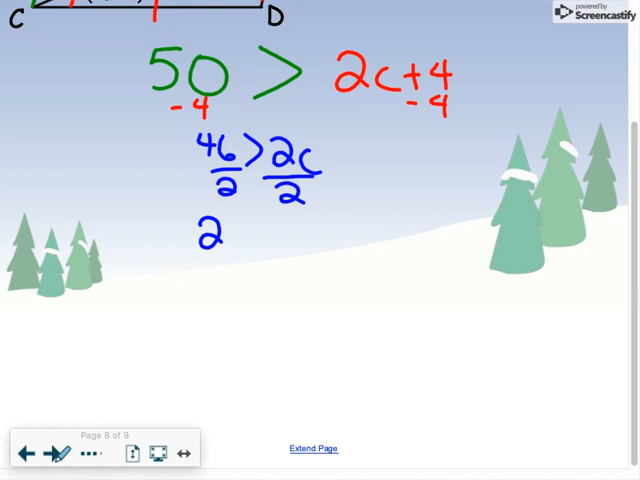 powered by
Screencastify
C
D
50 > 2c+4
-4 -4
46 > 2c
2 2
2
Page 8 of 9
Extend Page